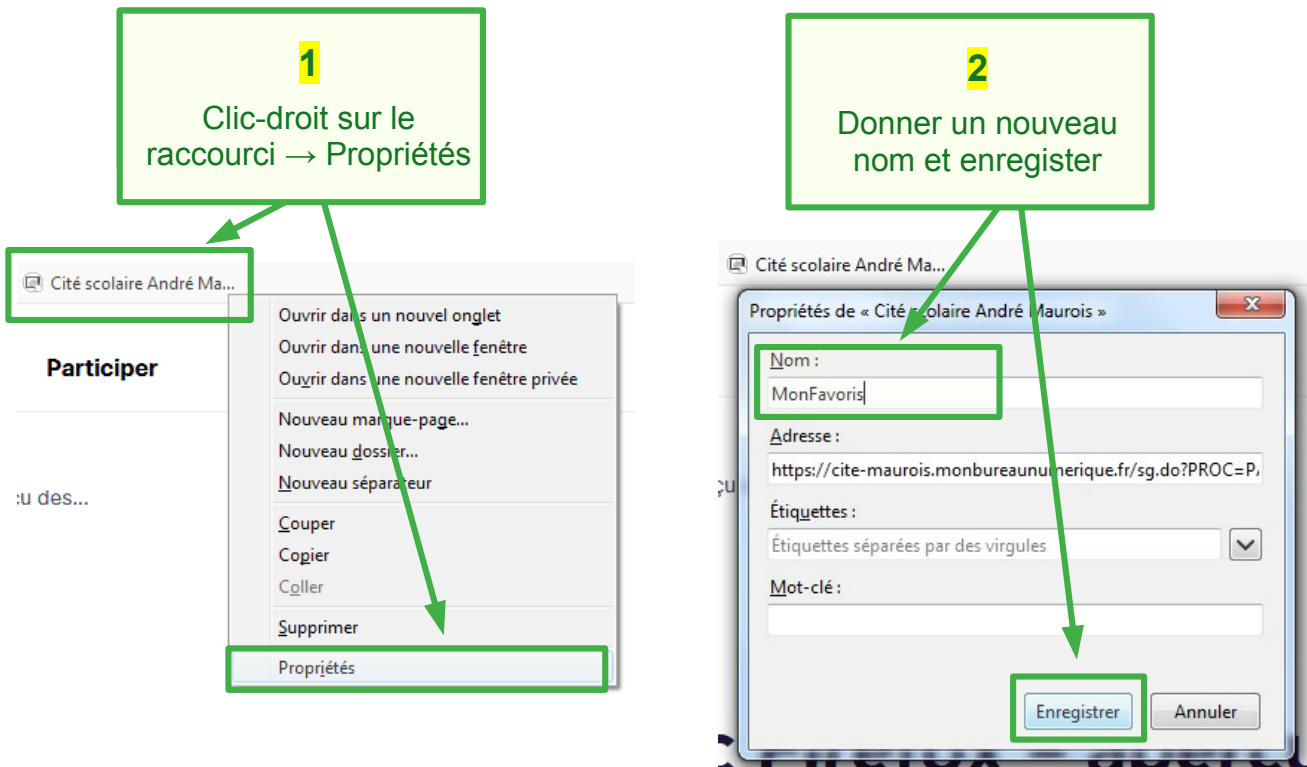 1
Clic-droit sur le
raccourci → Propriétés
Cité scolaire André Ma...
Participer
çu des...
Ouvrir dans un nouvel onglet
Ouvrir dans une nouvelle fenêtre
Ouvrir dans une nouvelle fenêtre privée
Nouveau marque-page...
Nouveau dossier...
Nouveau séparateur
Couper
Copier
Coller
Supprimer
Propriétés
2
Donner un nouveau
nom et enregister
Cité scolaire André Ma...
Propriétés de « Cité scolaire André Maurois »
Nom :
MonFavoris
Adresse :
https://cite-maurois.monbureaunumerique.fr/sg.do?PROC=P
çu
Étiquettes :
Étiquettes séparées par des virgules
Mot-clé :
Enregistrer
Annuler